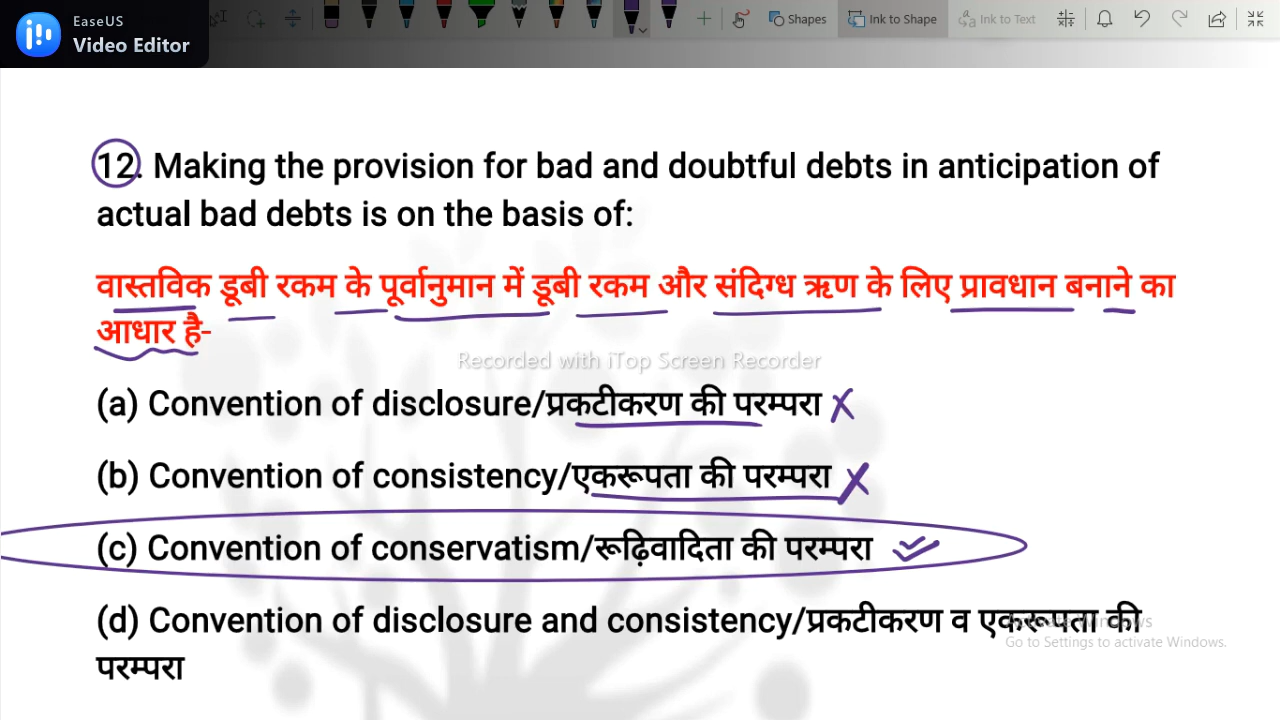 EaseUS
Video Editor
Shapes
Ink to Shape
Ink to Text
12. Making the provision for bad and doubtful debts in anticipation of
actual bad debts is on the basis of:
वास्तविक डूबी रकम के पूर्वानुमान में डूबी रकम और संदिग्ध ऋण के लिए प्रावधान बनाने का
आधार है-
Recorded with iTop Screen Recorder
(a) Convention of disclosure/प्रकटीकरण की परम्परा
(b) Convention of consistency/एकरूपता की परम्परा
(c) Convention of conservatism/रूढ़िवादिता की परम्परा
(d) Convention of disclosure and consistency/प्रकटीकरण व एकरूपता की
परम्परा
Activate Windows
Go to Settings to activate Windows.